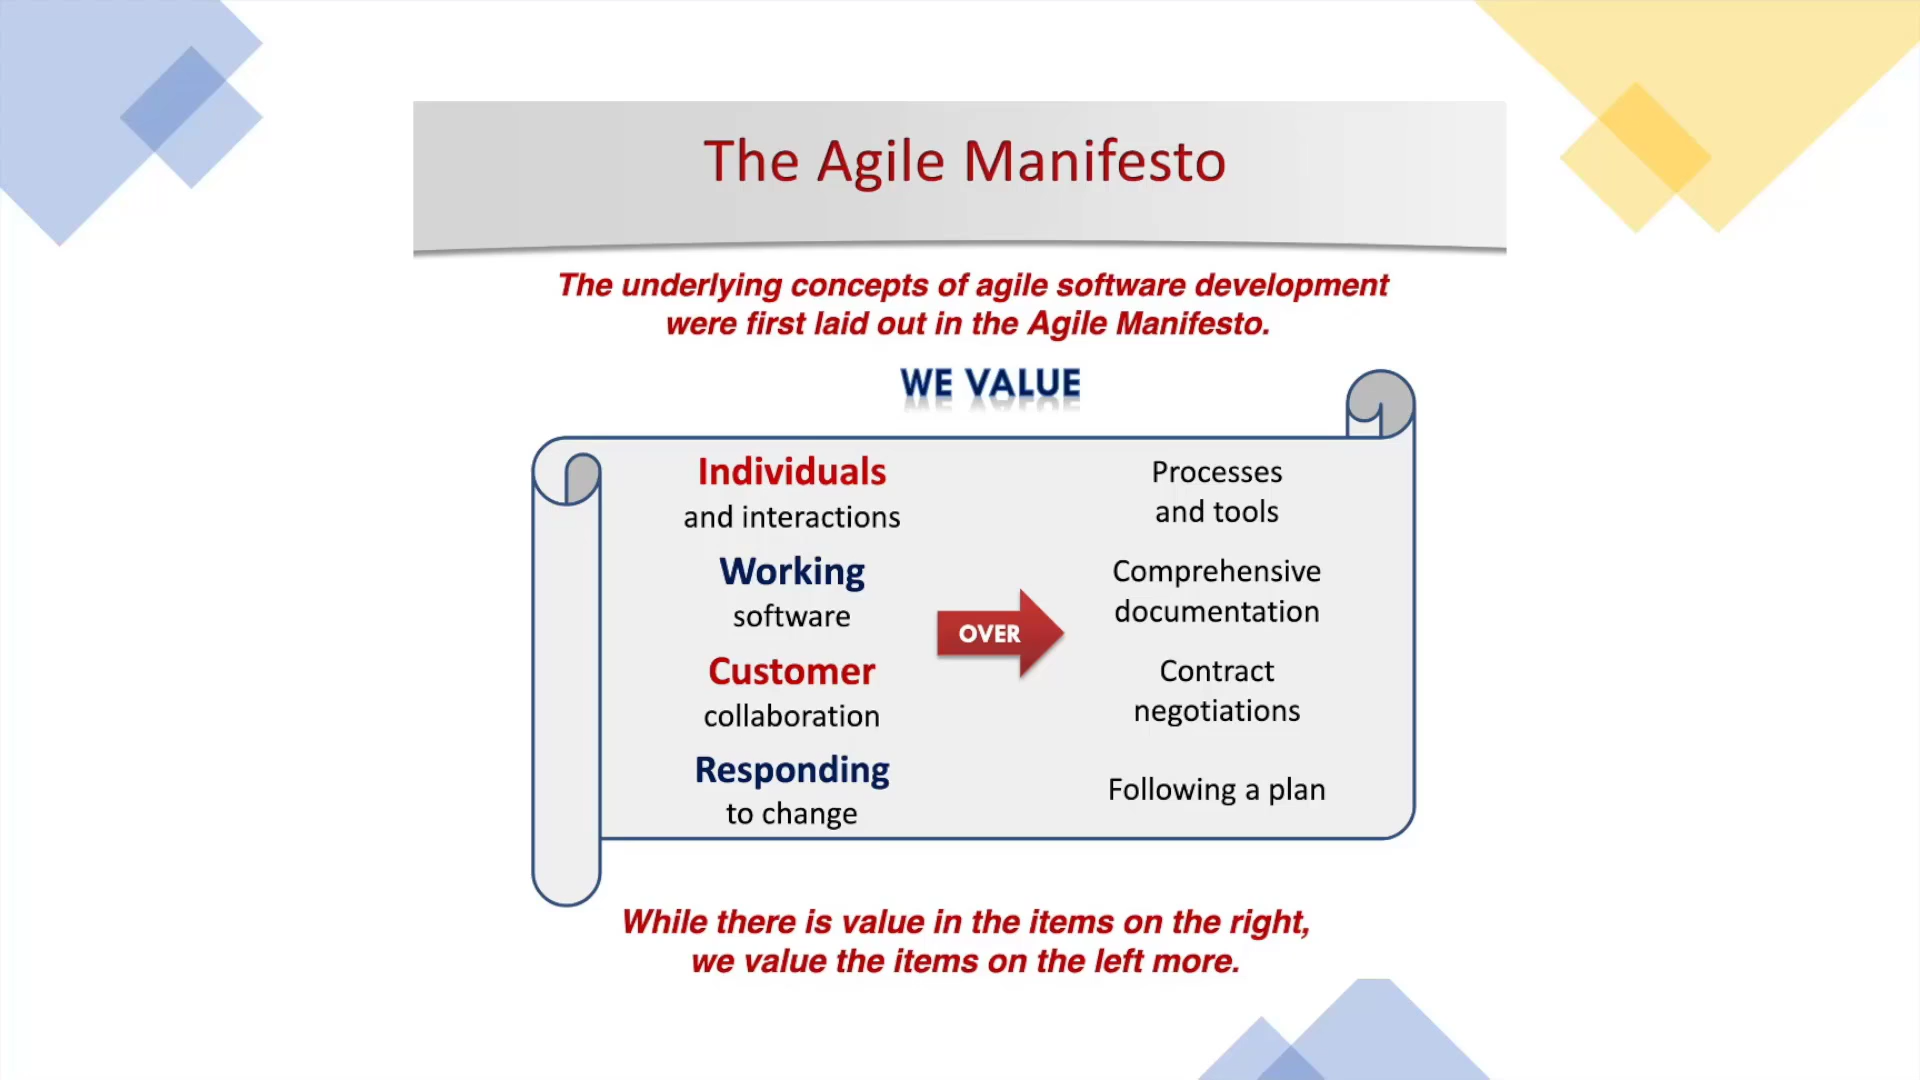 The Agile Manifesto
The underlying concepts of agile software development
were first laid out in the Agile Manifesto.
WE VALUE
Individuals
and interactions
Processes
and tools
Working
software
Comprehensive
documentation
OVER
Customer
collaboration
Contract
negotiations
Responding
to change
Following a plan
While there is value in the items on the right,
we value the items on the left more.